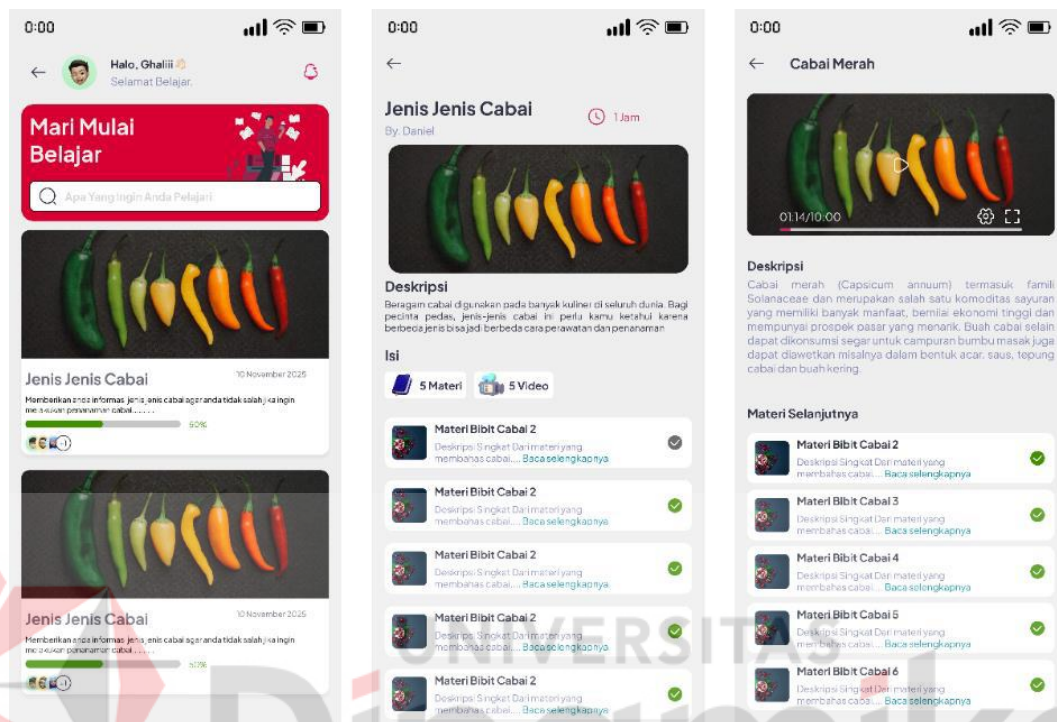 0:00
Halo, Ghaliii
Selamat Belajar.
Mari Mulai
Belajar
Apa Yang Ingin Anda Pelajari
Jenis Jenis Cabai
10 November 2025
Memberikan anda informasi jenis jenis cabai agar anda tidak salah jika ingin
melakukan penanaman cabai.......
50%
+1
Jenis Jenis Cabai
10 November 2025
Memberikan anda informasi jenis jenis cabai agar anda tidak salah jika ingin
melakukan penanaman cabai.......
50%
+1
0:00
Jenis Jenis Cabai
1 Jam
By. Daniel
Deskripsi
Beragam cabai digunakan pada banyak kuliner di seluruh dunia. Bagi
pecinta pedas, jenis-jenis cabai ini perlu kamu ketahui karena
berbeda jenis bisa jadi berbeda cara perawatan dan penanaman
Isi
5 Materi
5 Video
Materi Bibit Cabai 2
Deskripsi Singkat Dari materi yang
membahas cabai.... Baca selengkapnya
Materi Bibit Cabai 2
Deskripsi Singkat Dari materi yang
membahas cabai.... Baca selengkapnya
Materi Bibit Cabai 2
Deskripsi Singkat Dari materi yang
membahas cabai.... Baca selengkapnya
Materi Bibit Cabai 2
Deskripsi Singkat Dari materi yang
membahas cabai.... Baca selengkapnya
Materi Bibit Cabai 2
Deskripsi Singkat Dari materi yang
membahas cabai.... Baca selengkapnya
0:00
Cabai Merah
01:14/10:00
Deskripsi
Cabai merah (Capsicum annuum) termasuk famili
Solanaceae dan merupakan salah satu komoditas sayuran
yang memiliki banyak manfaat, bernilai ekonomi tinggi dan
mempunyai prospek pasar yang menarik. Buah cabai selain
dapat dikonsumsi segar untuk campuran bumbu masak juga
dapat diawetkan misalnya dalam bentuk acar, saus, tepung
cabai dan buah kering.
Materi Selanjutnya
Materi Bibit Cabai 2
Deskripsi Singkat Dari materi yang
membahas cabai.... Baca selengkapnya
Materi Bibit Cabai 3
Deskripsi Singkat Dari materi yang
membahas cabai.... Baca selengkapnya
Materi Bibit Cabai 4
Deskripsi Singkat Dari materi yang
membahas cabai.... Baca selengkapnya
Materi Bibit Cabai 5
Deskripsi Singkat Dari materi yang
membahas cabai.... Baca selengkapnya
Materi Bibit Cabai 6
Deskripsi Singkat Dari materi yang
membahas cabai.... Baca selengkapnya
UNIVERSITAS